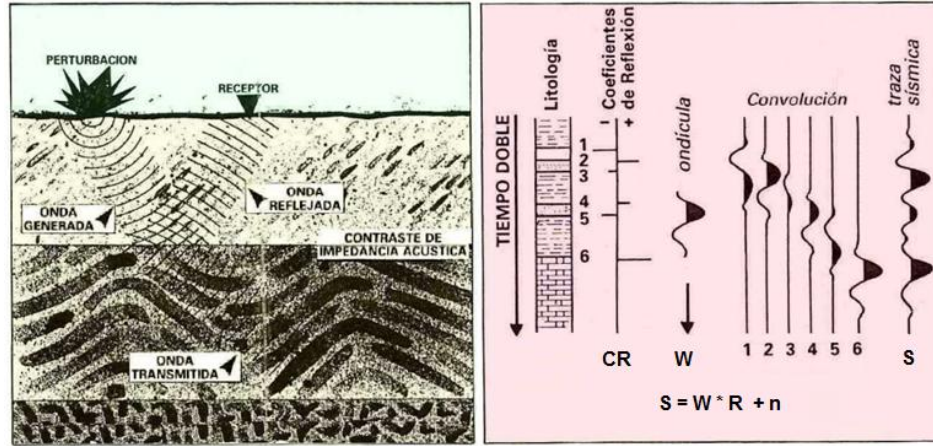 PERTURBACION
RECEPTOR
ONDA
GENERADA
ONDA
REFLEJADA
CONTRASTE DE
IMPEDANCIA ACUSTICA
ONDA
TRANSMITIDA
TIEMPO DOBLE
Litología
Coeficientes
de Reflexión
- +
1
2
3
4
5
6
ondícula
Convolución
traza
sísmica
1 2 3 4 5 6
CR W S
S = W * R + n